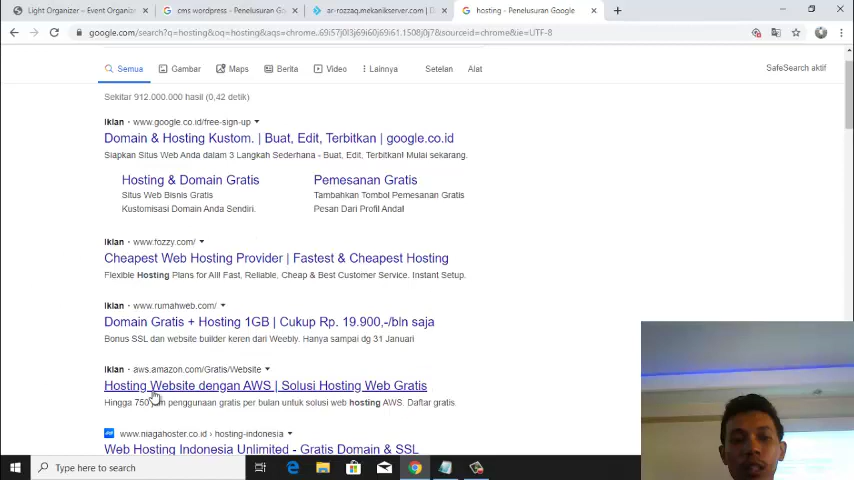 Light Organizer – Event Organiz
cms wordpress - Penelusuran Go
ar-rozzaq.mekanikserver.com | D
hosting - Penelusuran Google
google.com/search?q=hosting&oq=hosting&aqs=chrome..69i57j0l3j69i60j69i61.1508j0j7&sourceid=chrome&ie=UTF-8
Semua
Gambar
Maps
Berita
Video
Lainnya
Setelan
Alat
SafeSearch aktif
Sekitar 912.000.000 hasil (0,42 detik)
Iklan · www.google.co.id/free-sign-up
Domain & Hosting Kustom. | Buat, Edit, Terbitkan | google.co.id
Siapkan Situs Web Anda dalam 3 Langkah Sederhana - Buat, Edit, Terbitkan! Mulai sekarang.
Hosting & Domain Gratis
Pemesanan Gratis
Situs Web Bisnis Gratis
Tambahkan Tombol Pemesanan Gratis
Kustomisasi Domain Anda Sendiri.
Pesan Dari Profil Anda!
Iklan · www.fozzy.com/
Cheapest Web Hosting Provider | Fastest & Cheapest Hosting
Flexible Hosting Plans for All! Fast, Reliable, Cheap & Best Customer Service. Instant Setup.
Iklan · www.rumahweb.com/
Domain Gratis + Hosting 1GB | Cukup Rp. 19.900,-/bln saja
Bonus SSL dan website builder keren dari Weebly. Hanya sampai dg 31 Januari
Iklan · aws.amazon.com/Gratis/Website
Hosting Website dengan AWS | Solusi Hosting Web Gratis
Hingga 750 jam penggunaan gratis per bulan untuk solusi web hosting AWS. Daftar gratis.
www.niagahoster.co.id › hosting-indonesia
Web Hosting Indonesia Unlimited - Gratis Domain & SSL
Type here to search